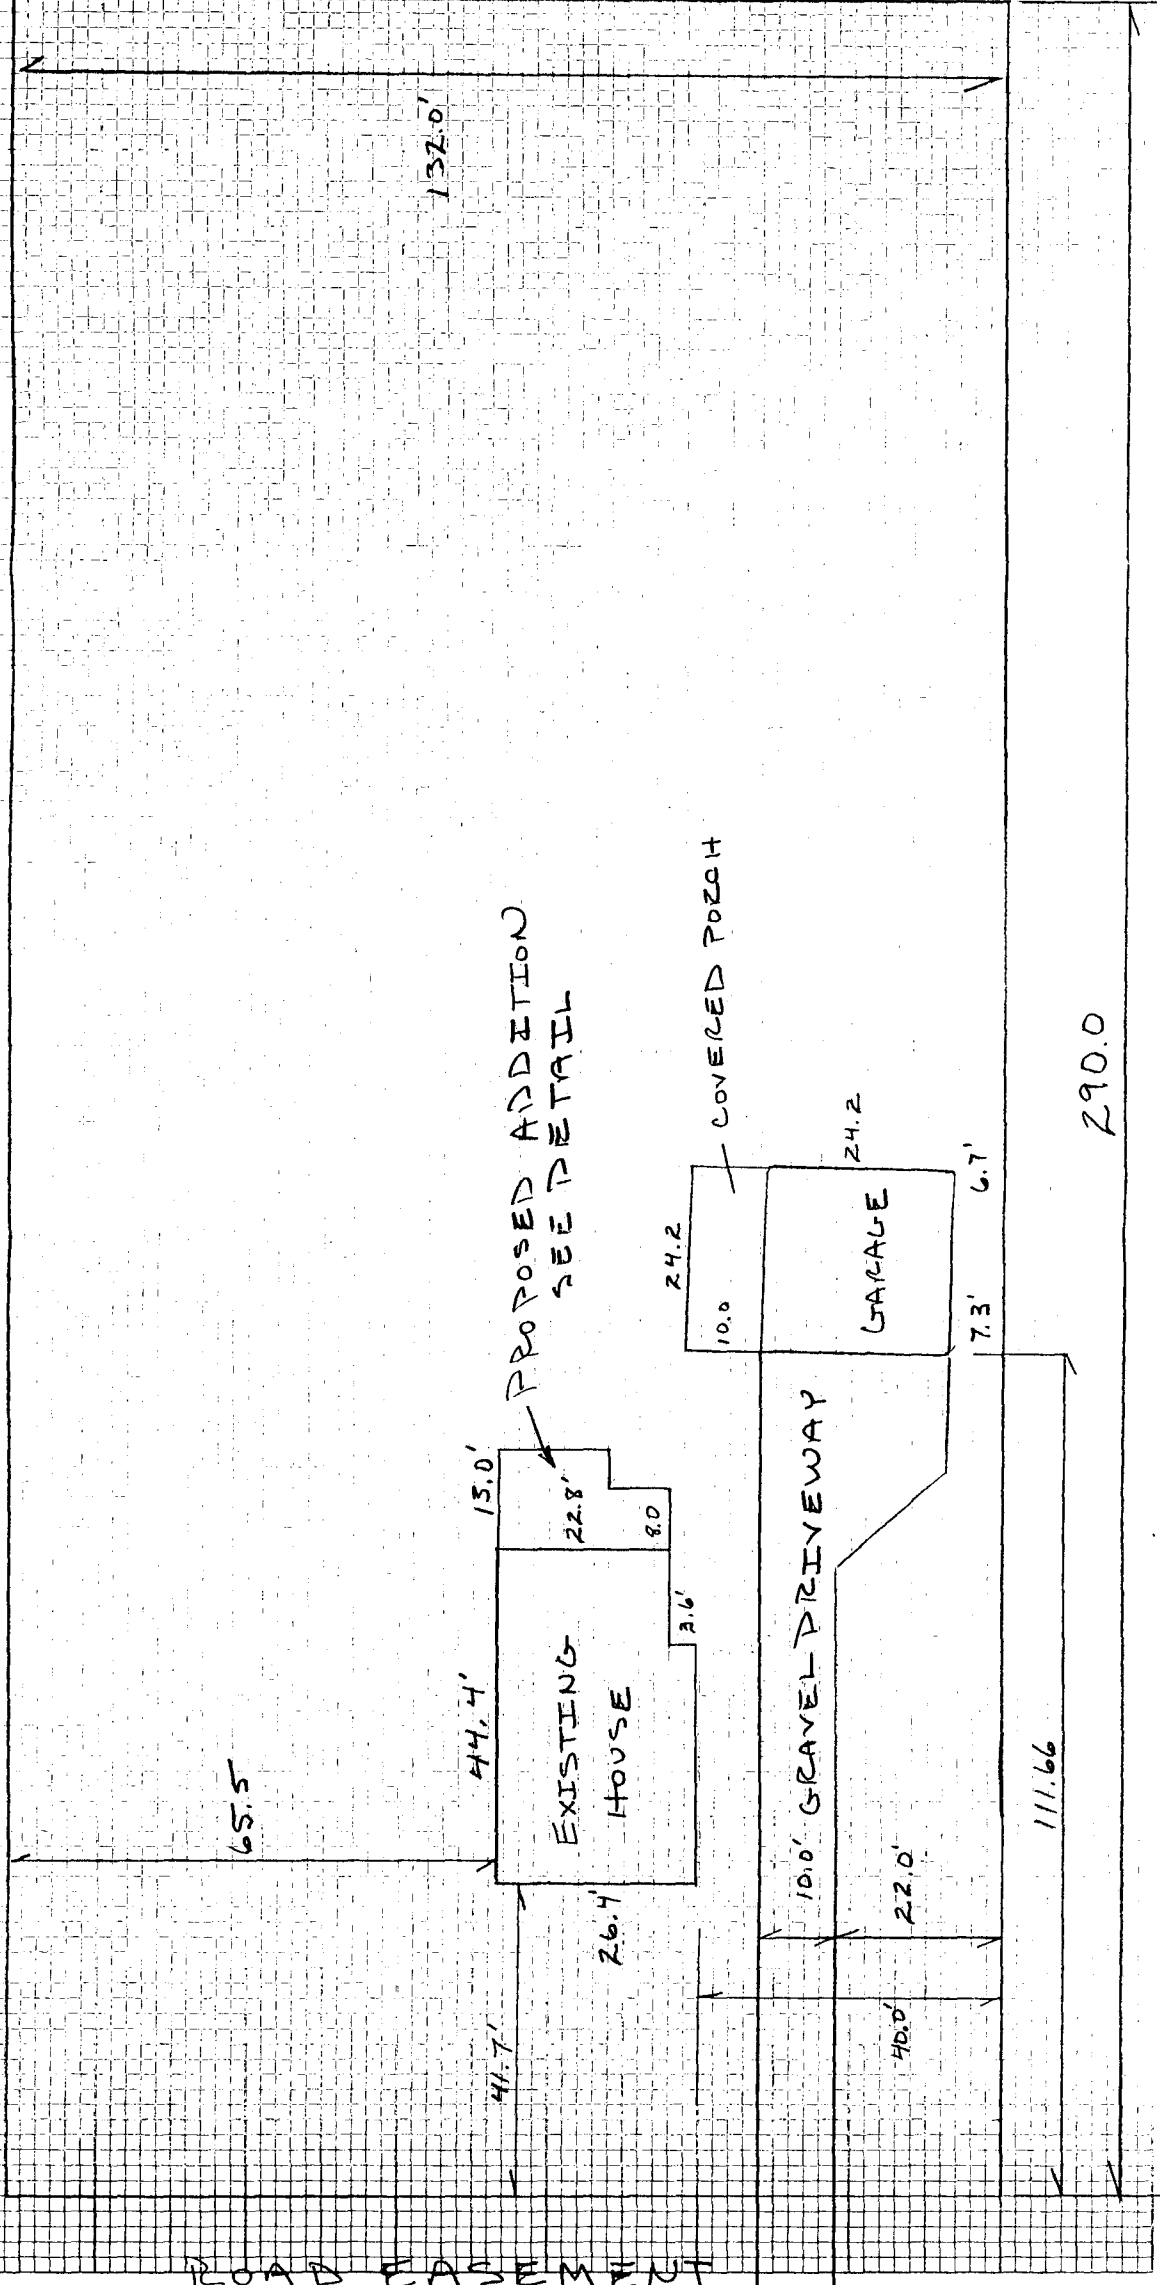 132.0'
65.5
PROPOSED ADDITION
SEE DETAIL
13.0'
22.8'
8.0
44.4'
EXISTING
HOUSE
3.6'
26.4'
41.7'
COVERED PORCH
24.2
10.0
GARAGE
24.2
6.7'
7.3'
10.0' GRAVEL DRIVEWAY
22.0'
40.0'
111.66
290.0
ROAD EASEMENT